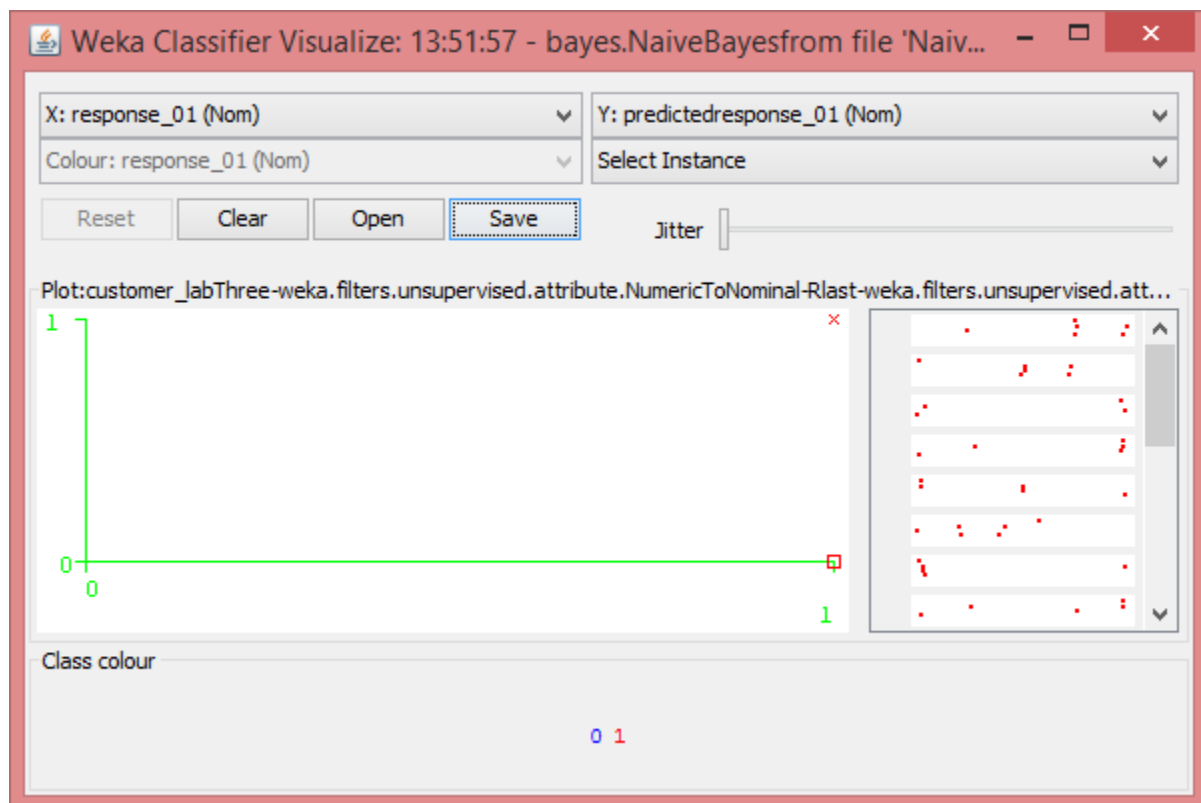 Weka Classifier Visualize: 13:51:57 - bayes.NaiveBayesfrom file 'Naiv...
X: response_01 (Nom) Y: predictedresponse_01 (Nom)
Colour: response_01 (Nom) Select Instance
Reset Clear Open Save Jitter
Plot:customer_labThree-weka.filters.unsupervised.attribute.NumericToNominal-Rlast-weka.filters.unsupervised.att...
1
0
0
1
Class colour
0 1